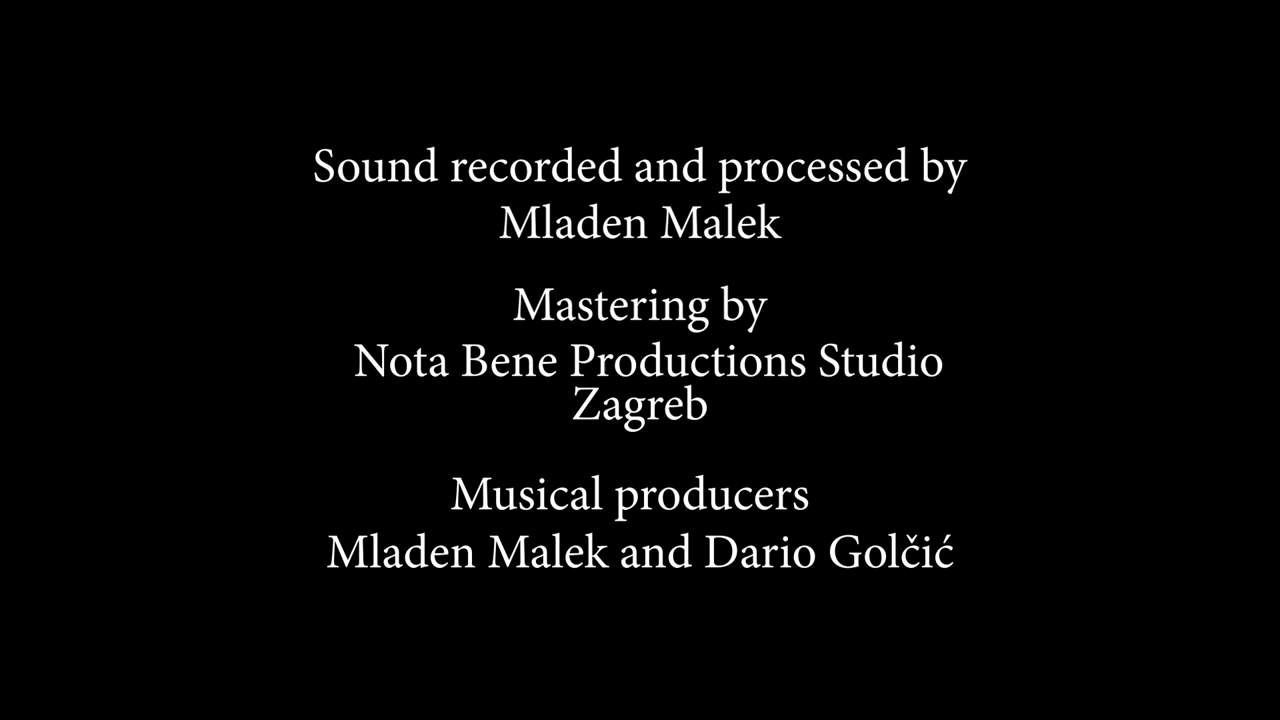 Sound recorded and processed by
Mladen Malek
Mastering by
Nota Bene Productions Studio
Zagreb
Musical producers
Mladen Malek and Dario Golčić